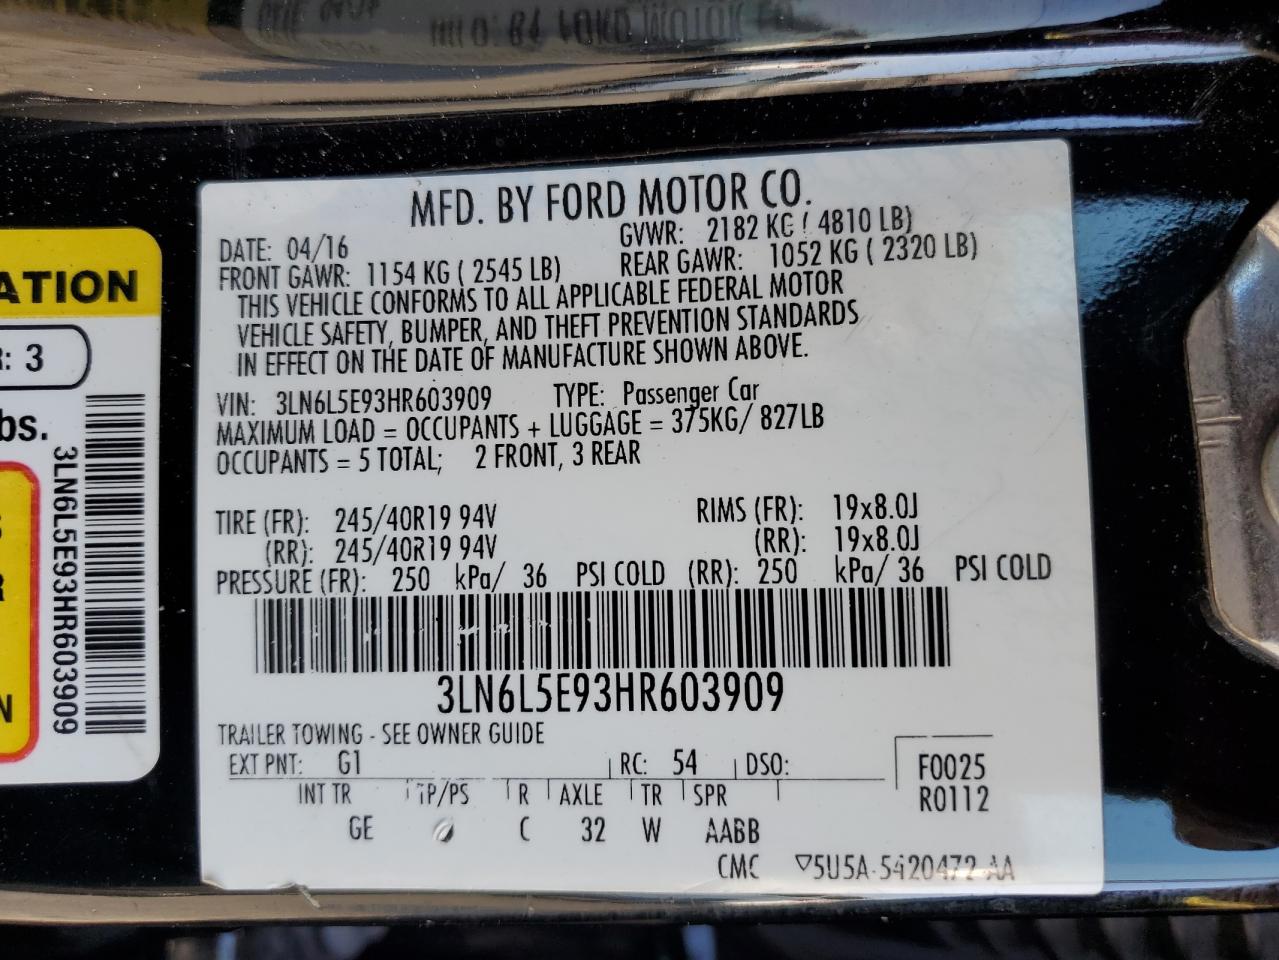 MFD. BY FORD MOTOR CO.
DATE: 04/16 GVWR: 2182 KG ( 4810 LB)
FRONT GAWR: 1154 KG ( 2545 LB) REAR GAWR: 1052 KG ( 2320 LB)
THIS VEHICLE CONFORMS TO ALL APPLICABLE FEDERAL MOTOR
VEHICLE SAFETY, BUMPER, AND THEFT PREVENTION STANDARDS
IN EFFECT ON THE DATE OF MANUFACTURE SHOWN ABOVE.
VIN: 3LN6L5E93HR603909 TYPE: Passenger Car
MAXIMUM LOAD = OCCUPANTS + LUGGAGE = 375KG/ 827LB
OCCUPANTS = 5 TOTAL; 2 FRONT, 3 REAR
TIRE (FR): 245/40R19 94V RIMS (FR): 19x8.0J
(RR): 245/40R19 94V (RR): 19x8.0J
PRESSURE (FR): 250 kPa/ 36 PSI COLD (RR): 250 kPa/ 36 PSI COLD
3LN6L5E93HR603909
TRAILER TOWING - SEE OWNER GUIDE
EXT PNT: G1 RC: 54 DSO:
F0025
R0112
INT TR TP/PS R AXLE TR SPR
GE C 32 W AABB
CMC ▽5U5A-5420472-AA
ATION
R: 3
bs.
3LN6L5E93HR603909
N